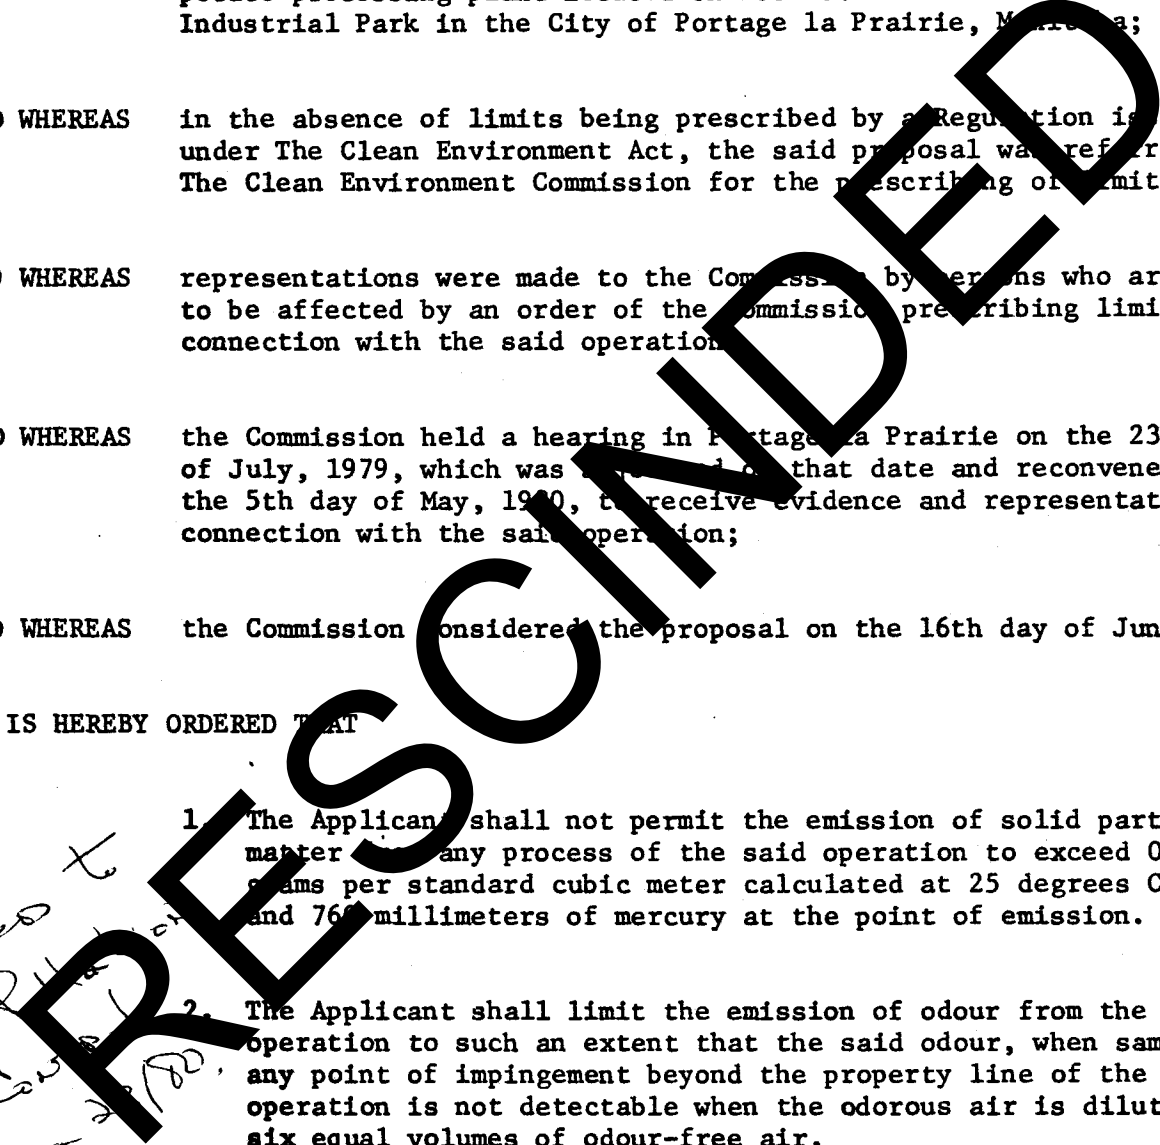 Industrial Park in the City of Portage la Prairie,
WHEREAS in the absence of limits being prescribed by a Regulation
under The Clean Environment Act, the said proposal was
The Clean Environment Commission for the prescribing of
WHEREAS representations were made to the Commission by persons who
to be affected by an order of the Commission prescribing
connection with the said operation
WHEREAS the Commission held a hearing in Portage la Prairie on the 23
of July, 1979, which was that date and
the 5th day of May, 1980, to receive evidence and
connection with the said operation;
WHEREAS the Commission considered the proposal on the 16th day of
IS HEREBY ORDERED THAT
1. The Applicant shall not permit the emission of solid
matter any process of the said operation to exceed
grams per standard cubic meter calculated at 25 degrees
and 760 millimeters of mercury at the point of emission.
2. The Applicant shall limit the emission of odour from the
operation to such an extent that the said odour, when
any point of impingement beyond the property line of the
operation is not detectable when the odorous air is
six equal volumes of odour-free air.
RESCINDED